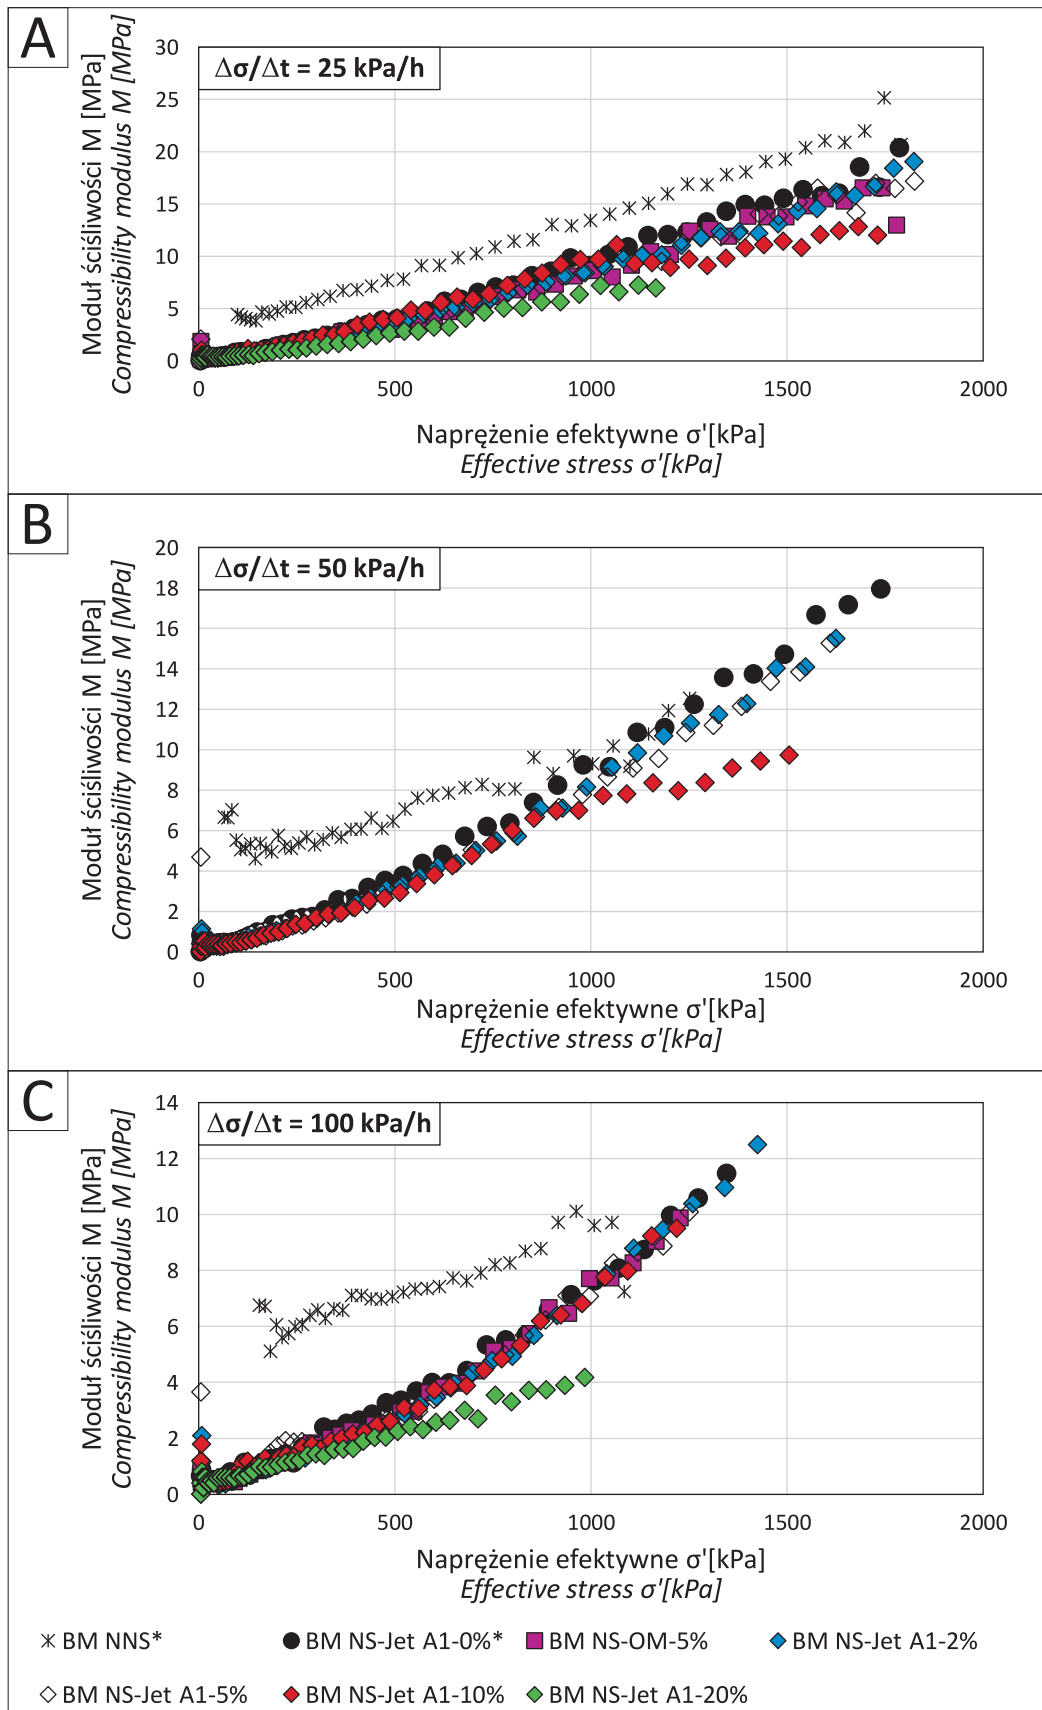 A
Δσ/Δt = 25 kPa/h
Moduł ściśliwości M [MPa]
Compressibility modulus M [MPa]
30
25
20
15
10
5
0
0 500 1000 1500 2000
Naprężenie efektywne σ'[kPa]
Effective stress σ'[kPa]
B
Δσ/Δt = 50 kPa/h
Moduł ściśliwości M [MPa]
Compressibility modulus M [MPa]
20
18
16
14
12
10
8
6
4
2
0
0 500 1000 1500 2000
Naprężenie efektywne σ'[kPa]
Effective stress σ'[kPa]
C
Δσ/Δt = 100 kPa/h
Moduł ściśliwości M [MPa]
Compressibility modulus M [MPa]
14
12
10
8
6
4
2
0
0 500 1000 1500 2000
Naprężenie efektywne σ'[kPa]
Effective stress σ'[kPa]
BM NNS* BM NS-Jet A1-0%* BM NS-OM-5% BM NS-Jet A1-2%
BM NS-Jet A1-5% BM NS-Jet A1-10% BM NS-Jet A1-20%